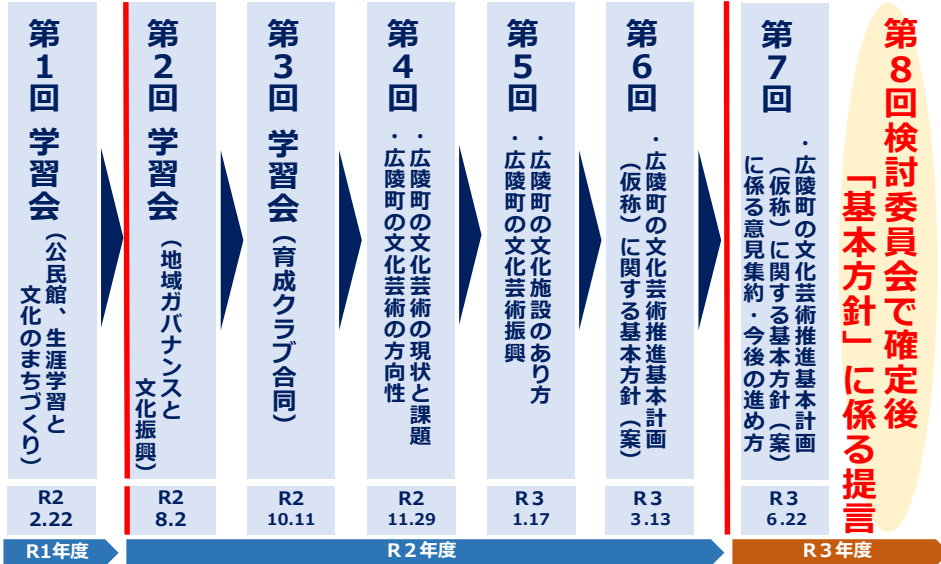 第1回 学習会
(公民館、生涯学習と
文化のまちづくり)
R2
2.22
第2回 学習会
(地域ガバナンスと
文化振興)
R2
8.2
第3回 学習会(育成クラブ合同)
R2
10.11
第4回
・広陵町の文化芸術の現状と課題
・広陵町の文化芸術の方向性
R2
11.29
第5回
・広陵町の文化施設のあり方
・広陵町の文化芸術振興
R3
1.17
第6回
・広陵町の文化芸術推進基本計画
(仮称)に関する基本方針(案)
R3
3.13
第7回
・広陵町の文化芸術推進基本計画
(仮称)に関する基本方針(案)
に係る意見集約・今後の進め方
R3
6.22
第8回検討委員会で確定後
「基本方針」に係る提言
R1年度
R2年度
R3年度